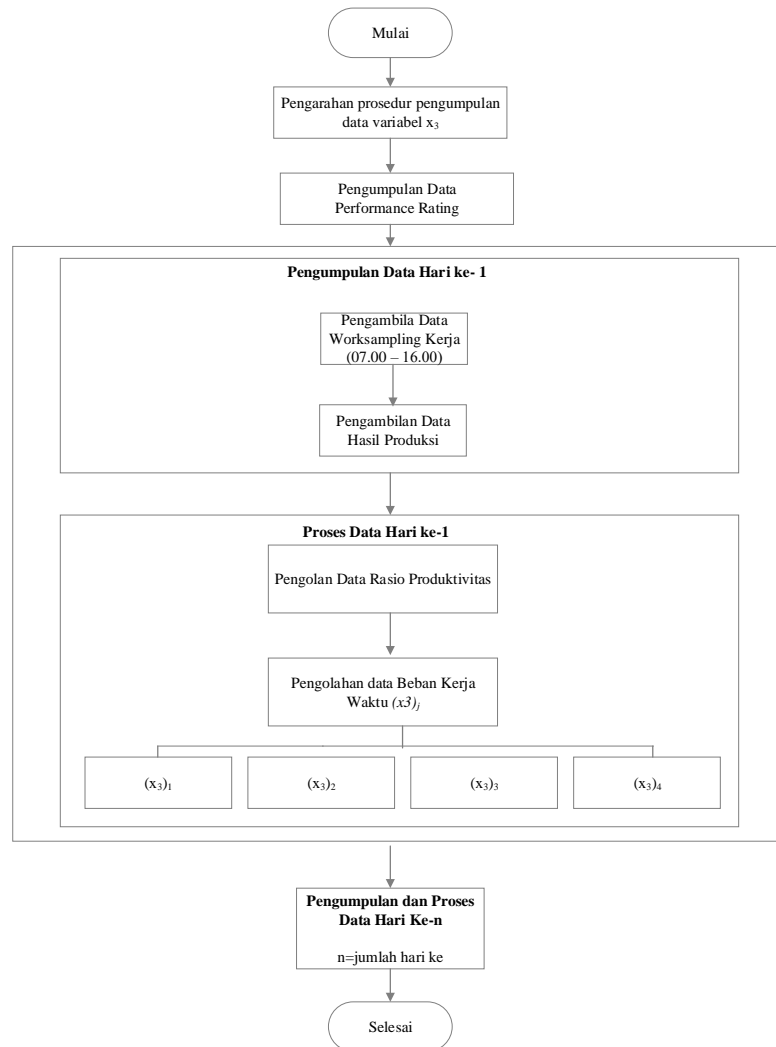 Mulai
Pengarahan prosedur pengumpulan
data variabel x₃
Pengumpulan Data
Performance Rating
Pengumpulan Data Hari ke- 1
Pengambila Data
Worksampling Kerja
(07.00 – 16.00)
Pengambilan Data
Hasil Produksi
Proses Data Hari ke-1
Pengolan Data Rasio Produktivitas
Pengolahan data Beban Kerja
Waktu (x3)ⱼ
(x₃)₁
(x₃)₂
(x₃)₃
(x₃)₄
Pengumpulan dan Proses
Data Hari Ke-n
n=jumlah hari ke
Selesai